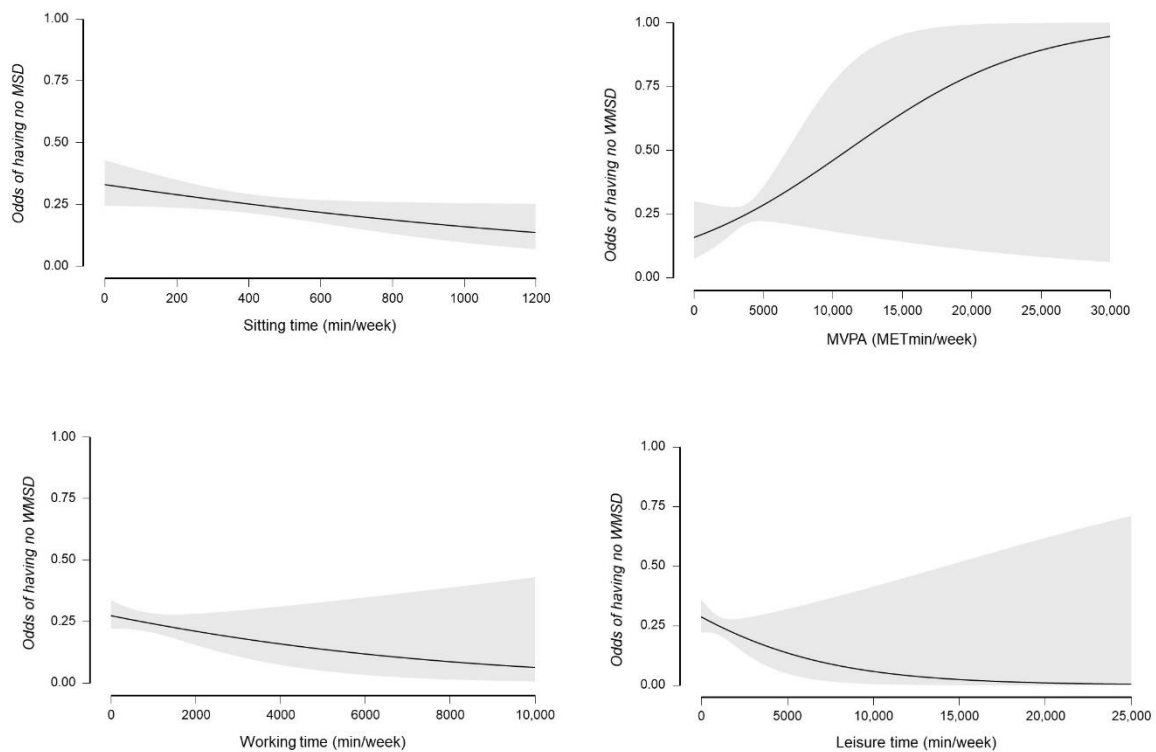 1.00
0.75
0.50
0.25
0.00
Odds of having no MSD
0 200 400 600 800 1000 1200
Sitting time (min/week)
1.00
0.75
0.50
0.25
0.00
Odds of having no WMSD
0 5000 10,000 15,000 20,000 25,000 30,000
MVPA (METmin/week)
1.00
0.75
0.50
0.25
0.00
Odds of having no WMSD
0 2000 4000 6000 8000 10,000
Working time (min/week)
1.00
0.75
0.50
0.25
0.00
Odds of having no WMSD
0 5000 10,000 15,000 20,000 25,000
Leisure time (min/week)